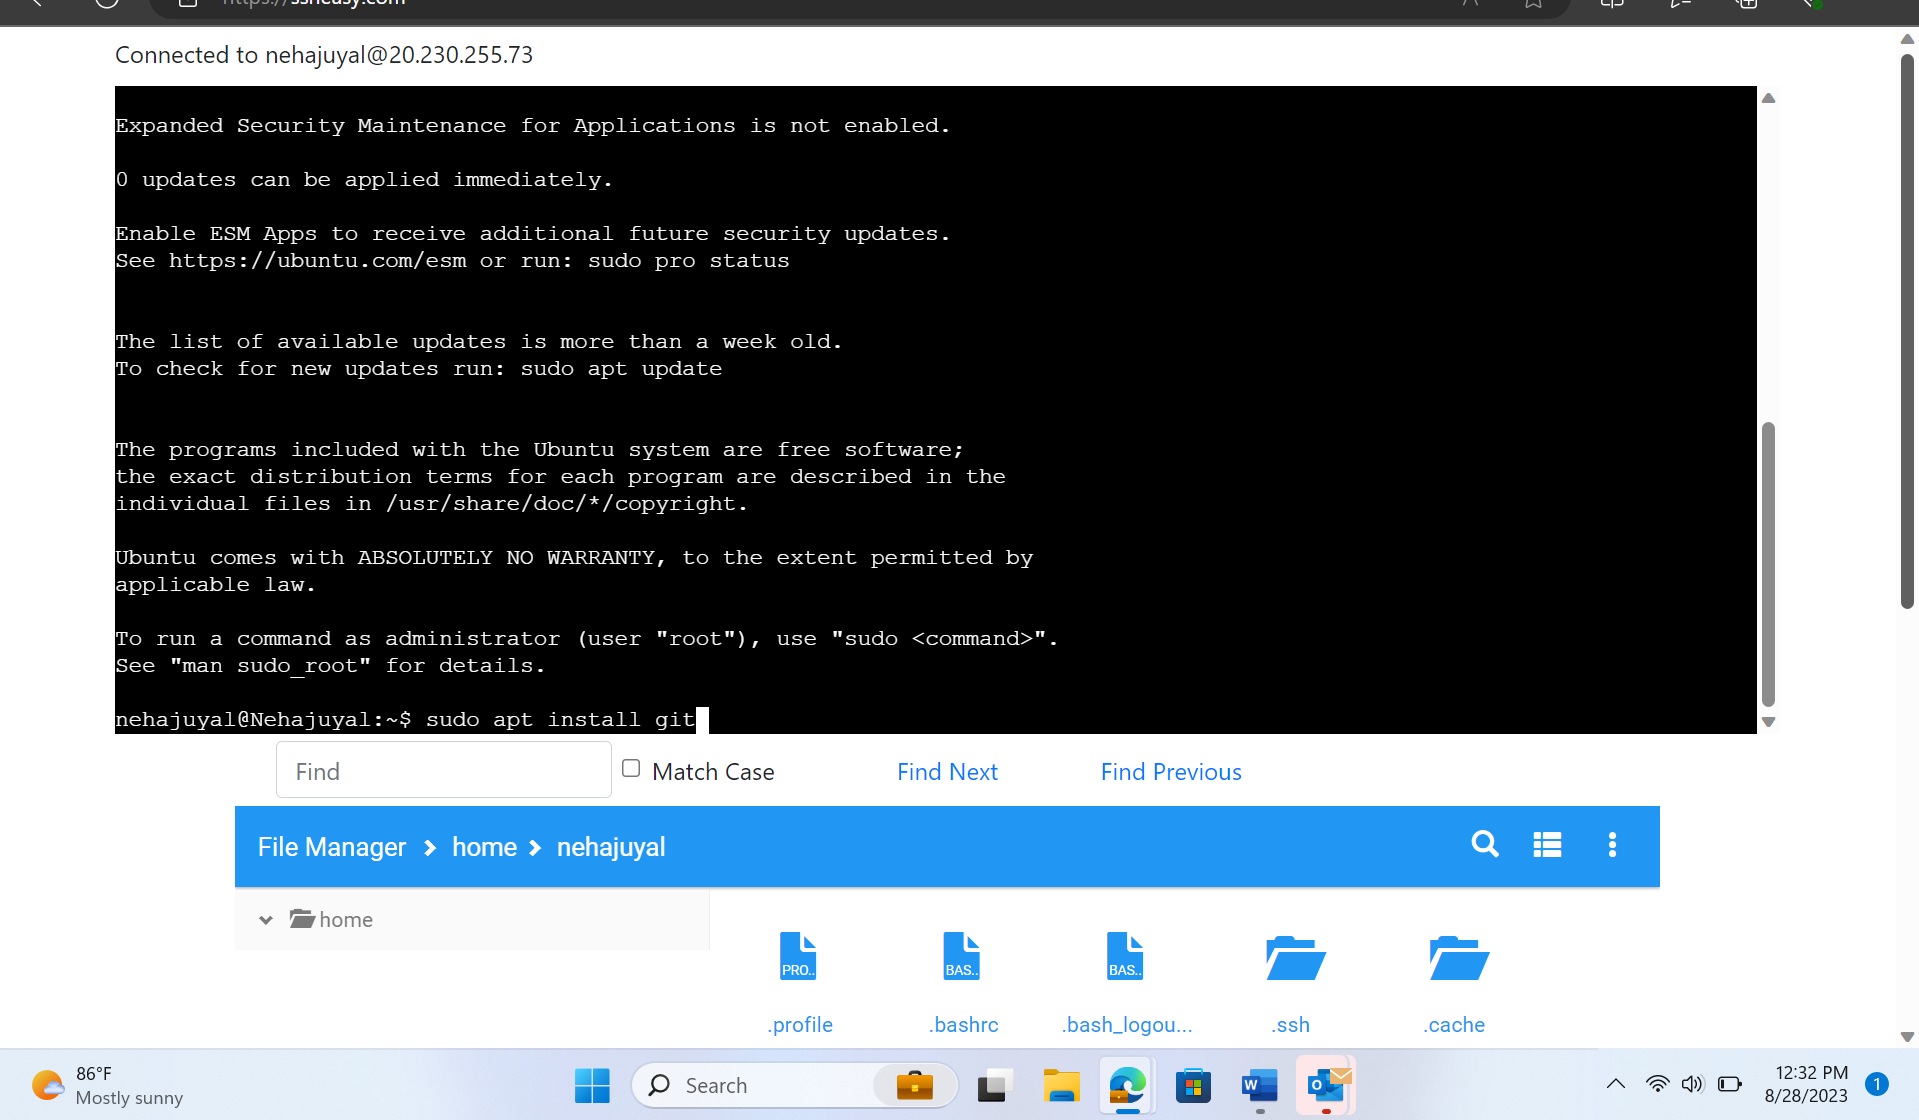 https://ssheasy.com
Connected to nehajuyal@20.230.255.73
Expanded Security Maintenance for Applications is not enabled.
0 updates can be applied immediately.
Enable ESM Apps to receive additional future security updates.
See https://ubuntu.com/esm or run: sudo pro status
The list of available updates is more than a week old.
To check for new updates run: sudo apt update
The programs included with the Ubuntu system are free software;
the exact distribution terms for each program are described in the
individual files in /usr/share/doc/*/copyright.
Ubuntu comes with ABSOLUTELY NO WARRANTY, to the extent permitted by
applicable law.
To run a command as administrator (user "root"), use "sudo <command>".
See "man sudo_root" for details.
nehajuyal@Nehajuyal:~$ sudo apt install git
Find Match Case Find Next Find Previous
File Manager home nehajuyal
home
PRO.. BAS.. BAS..
.profile .bashrc .bash_logou... .ssh .cache
86°F
Mostly sunny
Search
W O
12:32 PM
8/28/2023
1